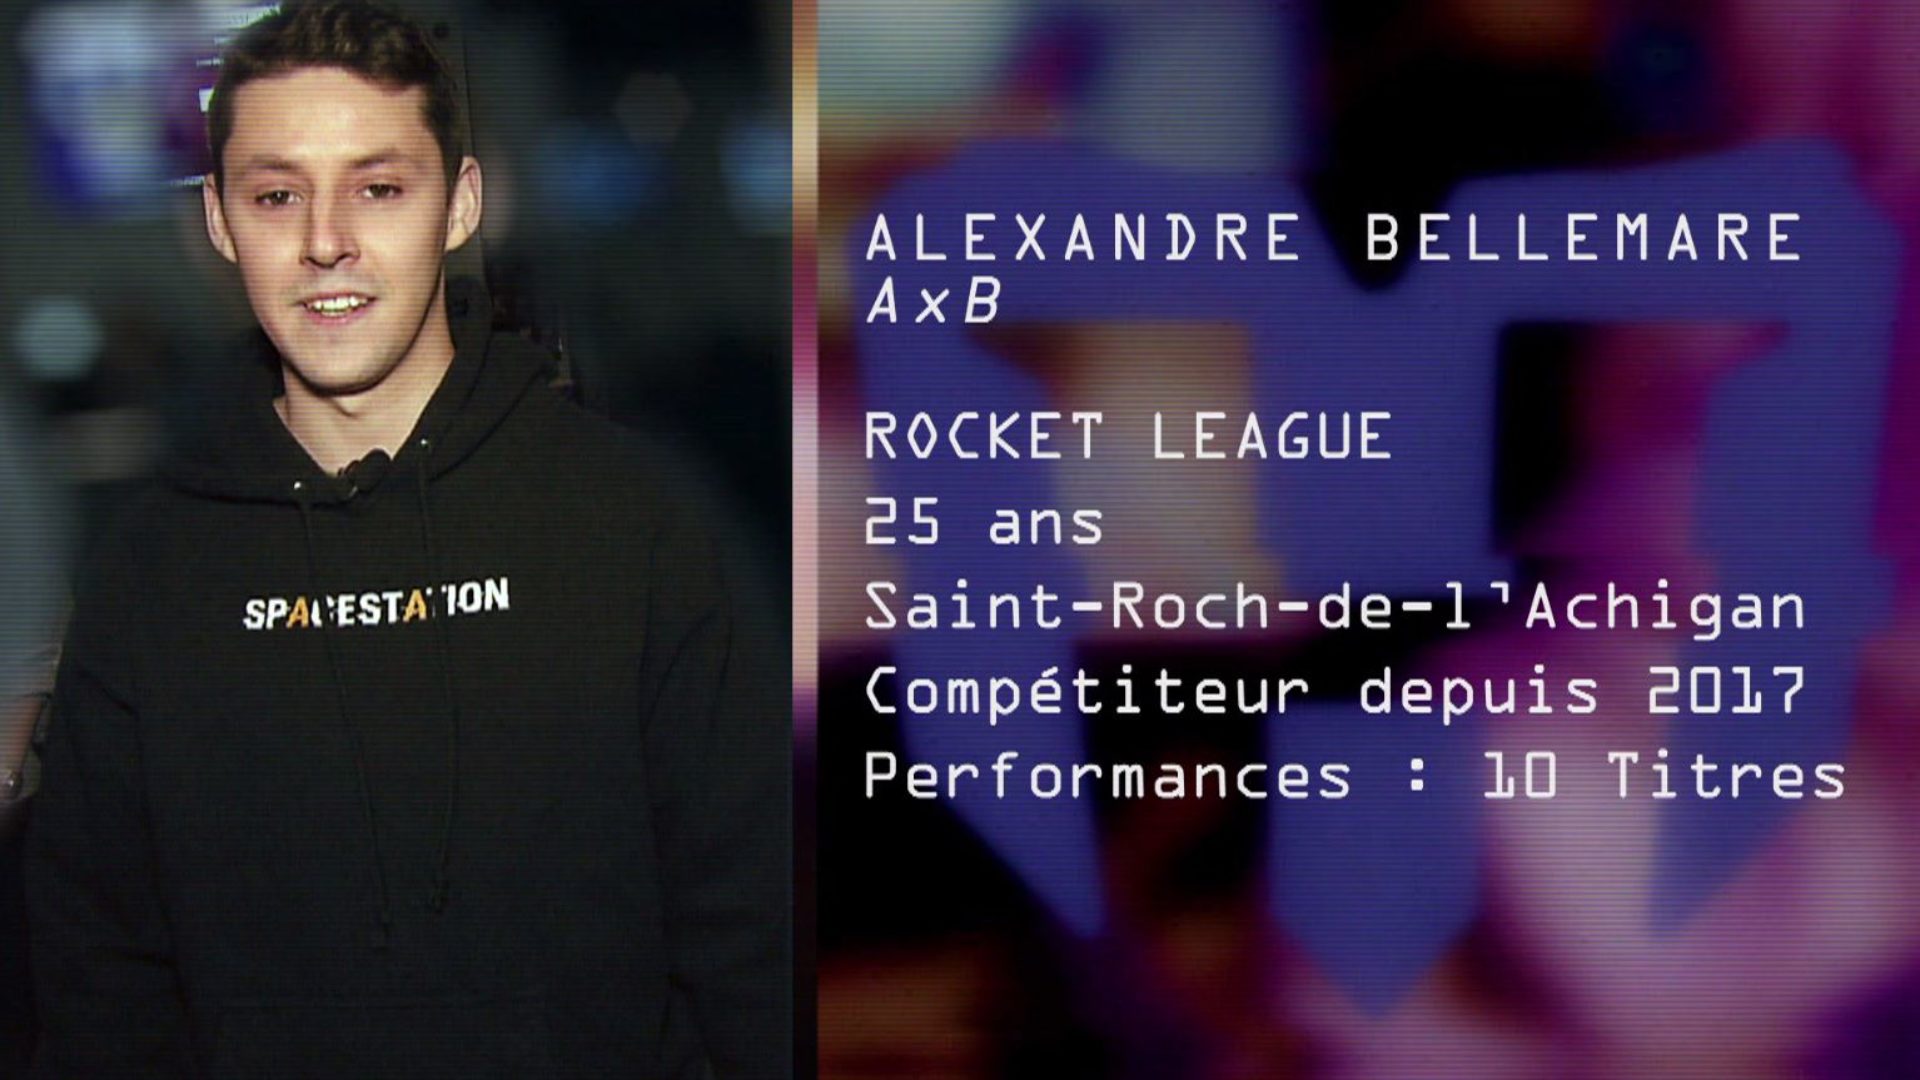 SPACESTATION
ALEXANDRE BELLEMARE
AxB
ROCKET LEAGUE
25 ans
Saint-Roch-de-l'Achigan
Compétiteur depuis 2017
Performances : 10 Titres